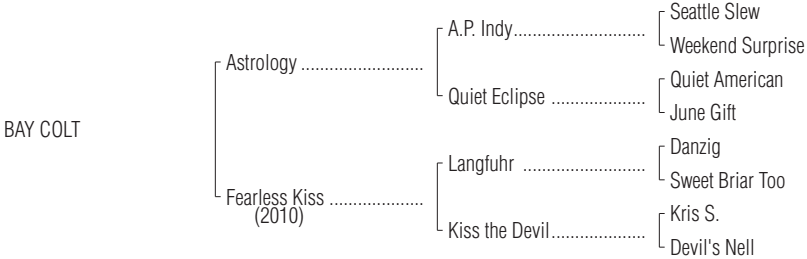 Seattle Slew
A.P. Indy............................
Weekend Surprise
Astrology ..........................
Quiet American
Quiet Eclipse ....................
June Gift
BAY COLT
Danzig
Langfuhr ..........................
Sweet Briar Too
Fearless Kiss ....................
(2010)
Kris S.
Kiss the Devil....................
Devil's Nell